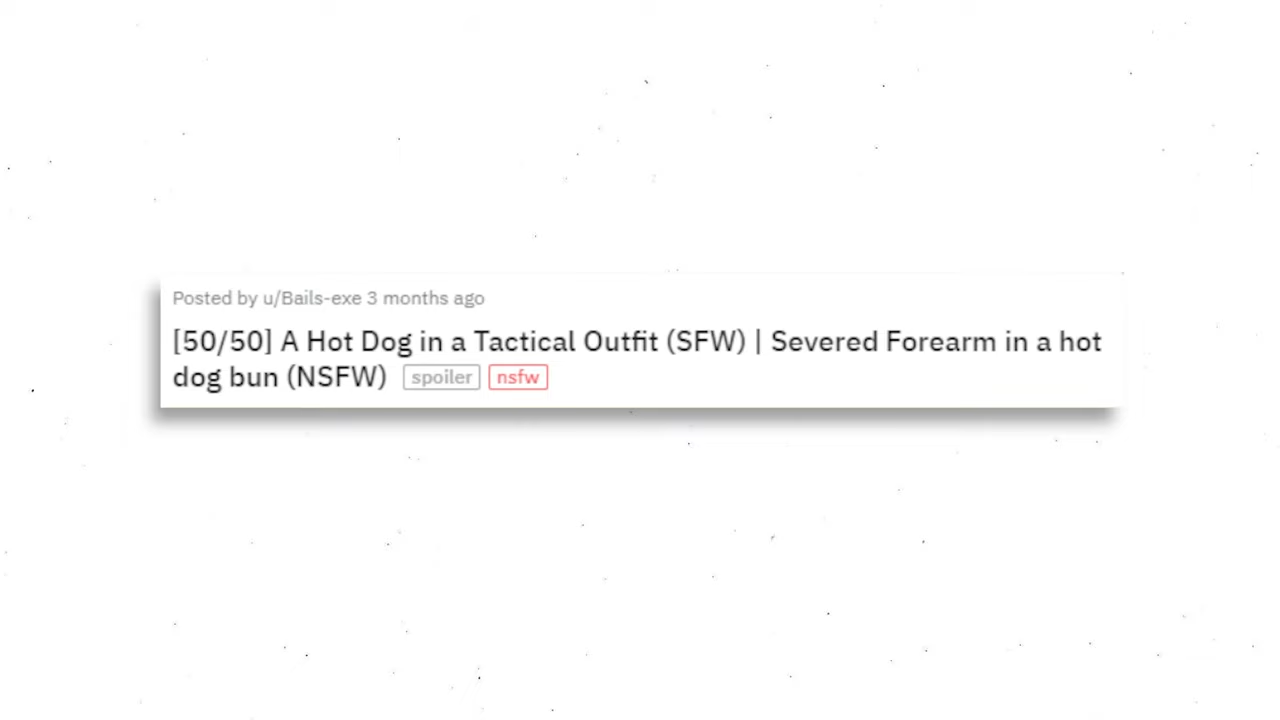 Posted by u/Bails-exe 3 months ago
[50/50] A Hot Dog in a Tactical Outfit (SFW) | Severed Forearm in a hot
dog bun (NSFW) spoiler nsfw